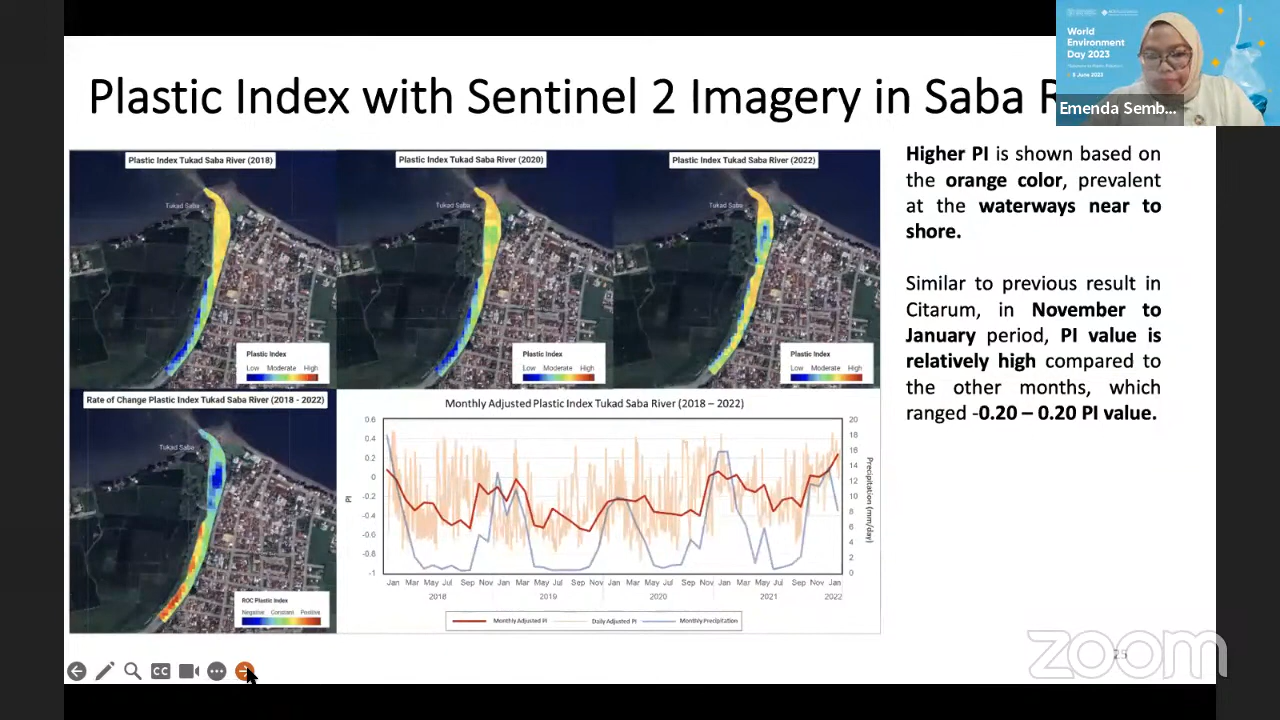 Plastic Index with Sentinel 2 Imagery in Saba R
World
Environment
Day 2023
5 June 2023
Emenda Semb...
Plastic Index Tukad Saba River (2018)
Tukad Saba
Plastic Index
Low Moderate High
Plastic Index Tukad Saba River (2020)
Tukad Saba
Plastic Index
Low Moderate High
Plastic Index Tukad Saba River (2022)
Tukad Saba
Plastic Index
Low Moderate High
Higher PI is shown based on
the orange color, prevalent
at the waterways near to
shore.
Similar to previous result in
Citarum, in November to
January period, PI value is
relatively high compared to
the other months, which
ranged -0.20 – 0.20 PI value.
Rate of Change Plastic Index Tukad Saba River (2018 - 2022)
Tukad Saba
ROC Plastic Index
Negative Constant Positive
Monthly Adjusted Plastic Index Tukad Saba River (2018 – 2022)
PI
0.6
0.4
0.2
0
-0.2
-0.4
-0.6
-0.8
-1
20
18
16
14
12
10
8
6
4
2
0
Precipitation (mm/day)
Jan Mar May Jul Sep Nov Jan Mar May Jul Sep Nov Jan Mar May Jul Sep Nov Jan Mar May Jul Sep Nov Jan
2018 2019 2020 2021 2022
Monthly Adjusted PI Daily Adjusted PI Monthly Precipitation
CC
25
zoom